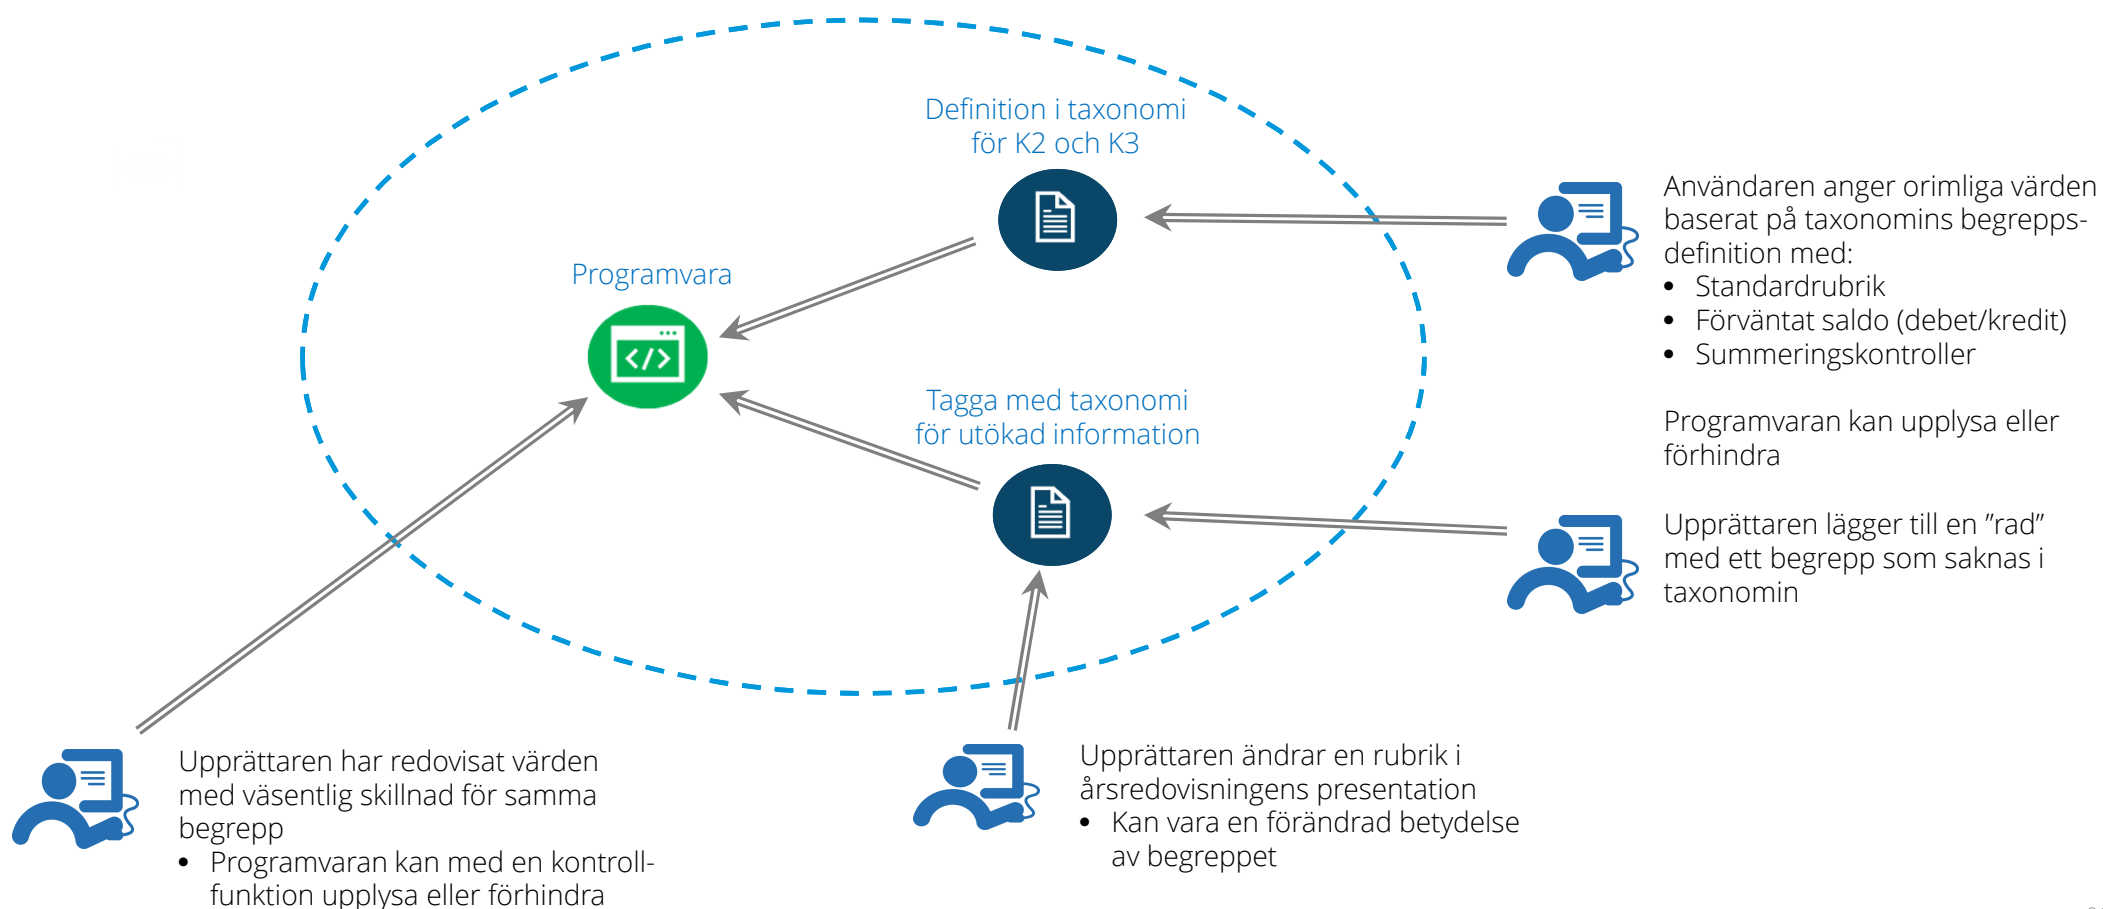 Definition i taxonomi
för K2 och K3
Programvara
Tagga med taxonomi
för utökad information
Användaren anger orimliga värden
baserat på taxonomins begrepps-
definition med:
• Standardrubrik
• Förväntat saldo (debet/kredit)
• Summeringskontroller
Programvaran kan upplysa eller
förhindra
Upprättaren lägger till en ”rad”
med ett begrepp som saknas i
taxonomin
Upprättaren har redovisat värden
med väsentlig skillnad för samma
begrepp
• Programvaran kan med en kontroll-
funktion upplysa eller förhindra
Upprättaren ändrar en rubrik i
årsredovisningens presentation
• Kan vara en förändrad betydelse
av begreppet